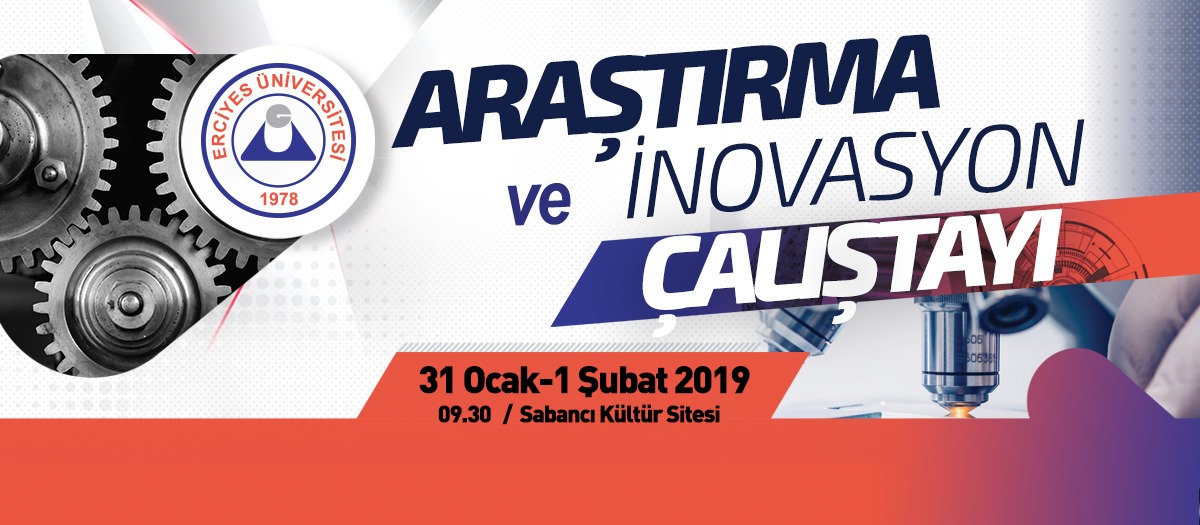 ERCİYES ÜNİVERSİTESİ
1978
ARAŞTIRMA
ve İNOVASYON
ÇALIŞTAYI
31 Ocak-1 Şubat 2019
09.30 / Sabancı Kültür Sitesi